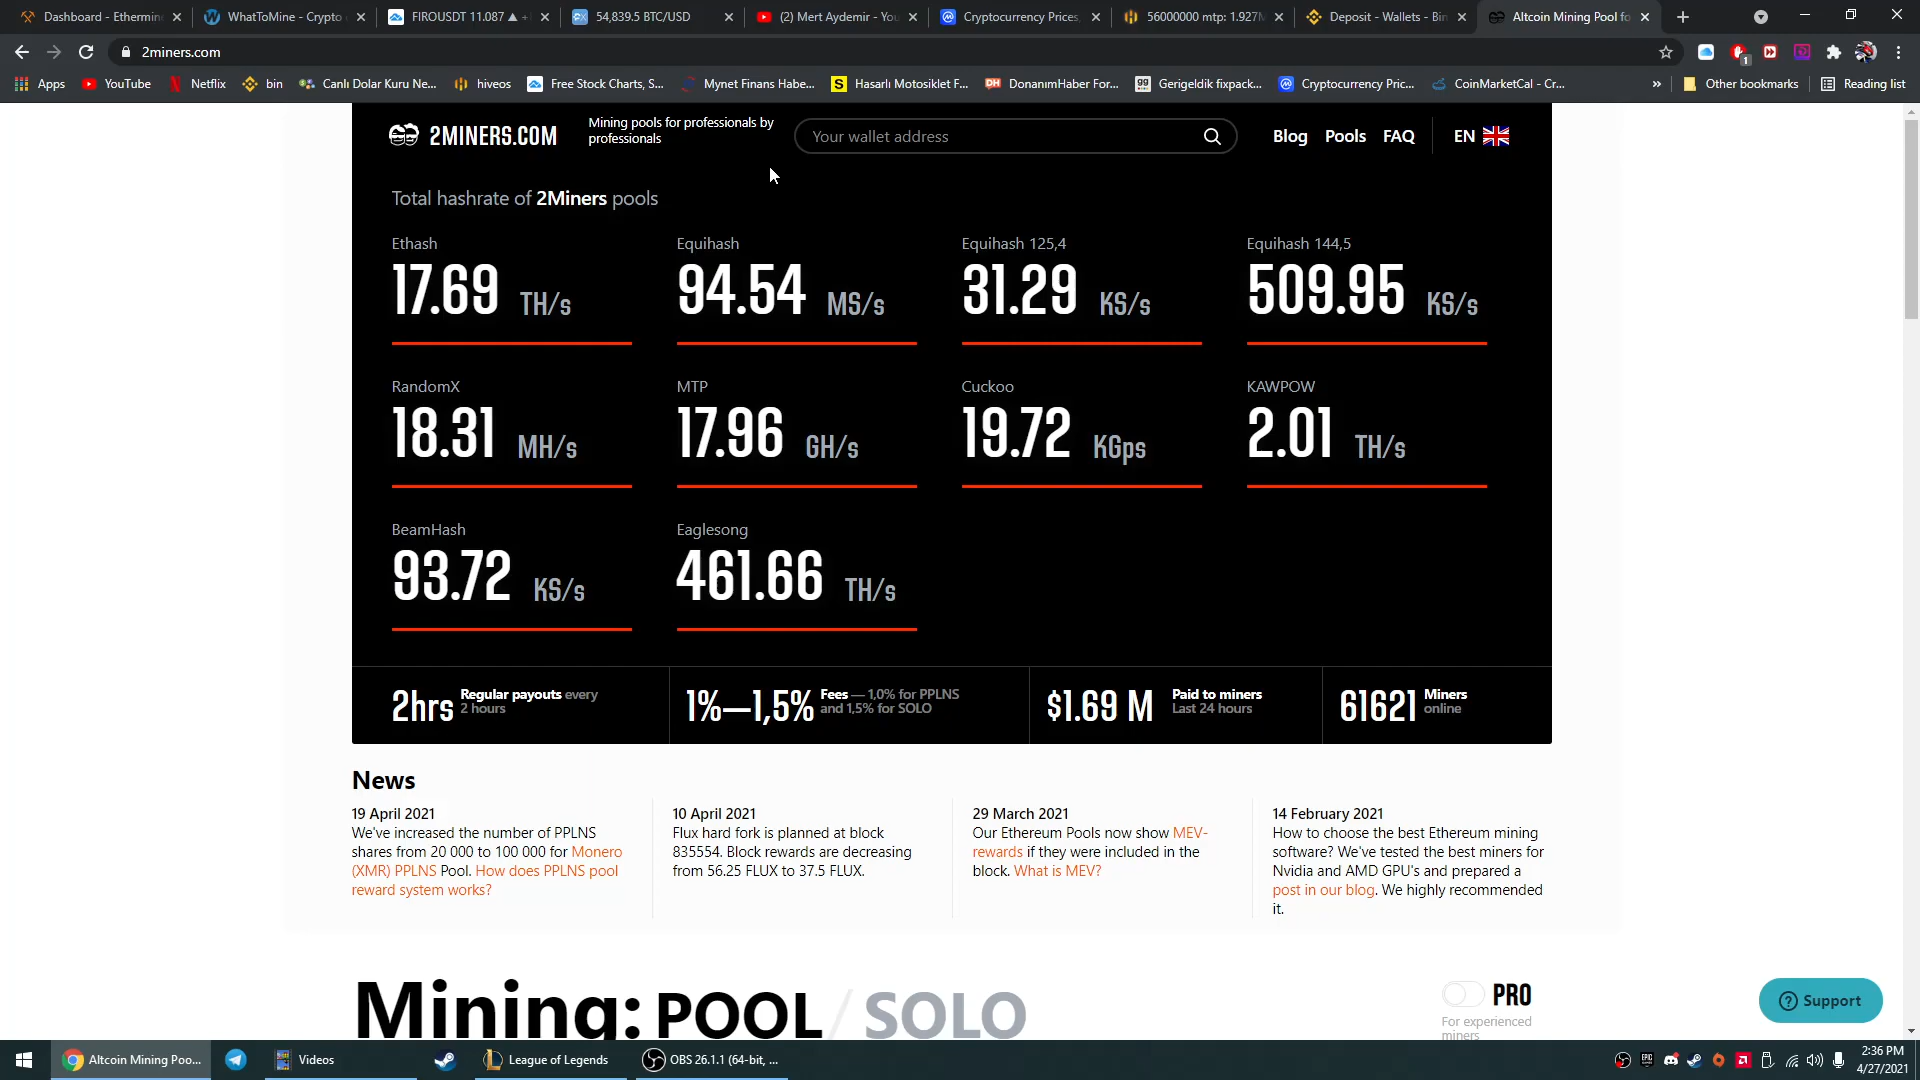 Dashboard - Ethermin
WhatToMine - Crypto
FIROUSDT 11.087 ▲ +
54,839.5 BTC/USD
(2) Mert Aydemir - You
Cryptocurrency Prices,
56000000 mtp: 1.927M
Deposit - Wallets - Bin
Altcoin Mining Pool fo
2miners.com
1
Apps
YouTube
Netflix
bin
Canlı Dolar Kuru Ne...
hiveos
Free Stock Charts, S...
Mynet Finans Habe...
S
Hasarlı Motosiklet F...
DH
DonanımHaber For...
Gerigeldik fixpack...
Cryptocurrency Pric...
CoinMarketCal - Cr...
»
Other bookmarks
Reading list
2MINERS.COM
Mining pools for professionals by
professionals
Your wallet address
Blog
Pools
FAQ
EN
Total hashrate of 2Miners pools
Ethash
17.69 TH/s
Equihash
94.54 MS/s
Equihash 125,4
31.29 KS/s
Equihash 144,5
509.95 KS/s
RandomX
18.31 MH/s
MTP
17.96 GH/s
Cuckoo
19.72 KGps
KAWPOW
2.01 TH/s
BeamHash
93.72 KS/s
Eaglesong
461.66 TH/s
2hrs
Regular payouts every
2 hours
1%—1,5%
Fees — 1,0% for PPLNS
and 1,5% for SOLO
$1.69 M
Paid to miners
Last 24 hours
61621
Miners
online
News
19 April 2021
We've increased the number of PPLNS
shares from 20 000 to 100 000 for Monero
(XMR) PPLNS Pool. How does PPLNS pool
reward system works?
10 April 2021
Flux hard fork is planned at block
835554. Block rewards are decreasing
from 56.25 FLUX to 37.5 FLUX.
29 March 2021
Our Ethereum Pools now show MEV-
rewards if they were included in the
block. What is MEV?
14 February 2021
How to choose the best Ethereum mining
software? We've tested the best miners for
Nvidia and AMD GPU's and prepared a
post in our blog. We highly recommended
it.
Mining: POOL / SOLO
PRO
For experienced
miners
Support
Altcoin Mining Poo...
Videos
League of Legends
OBS 26.1.1 (64-bit, ...
2:36 PM
4/27/2021